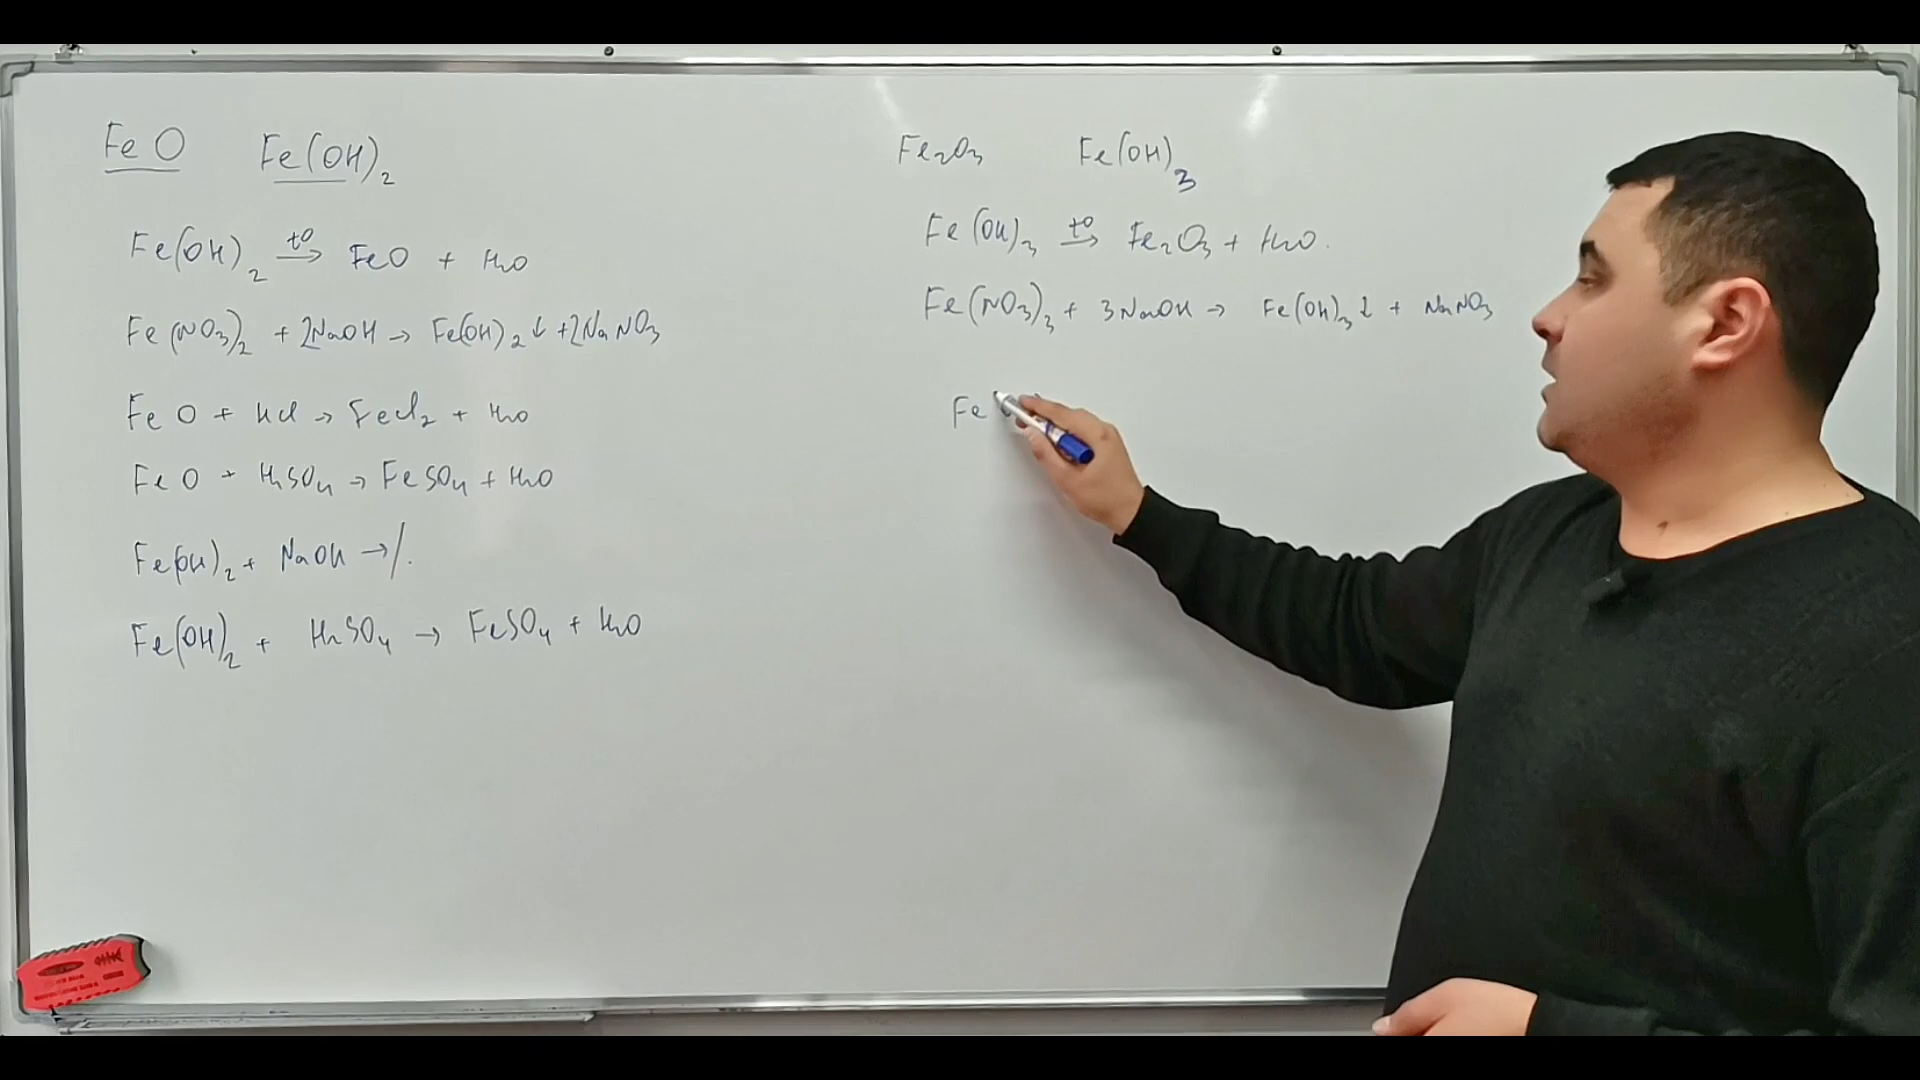 FeO Fe(OH)₂
Fe(OH)₂ t⁰→ FeO + H₂O
Fe(NO₃)₂ + 2NaOH → Fe(OH)₂↓ + 2NaNO₃
FeO + HCl → FeCl₂ + H₂O
FeO + H₂SO₄ → FeSO₄ + H₂O
Fe(OH)₂ + NaOH → /.
Fe(OH)₂ + H₂SO₄ → FeSO₄ + H₂O
Fe₂O₃ Fe(OH)₃
Fe(OH)₃ t⁰→ Fe₂O₃ + H₂O.
Fe(NO₃)₃ + 3NaOH → Fe(OH)₃↓ + NaNO₃
Fe